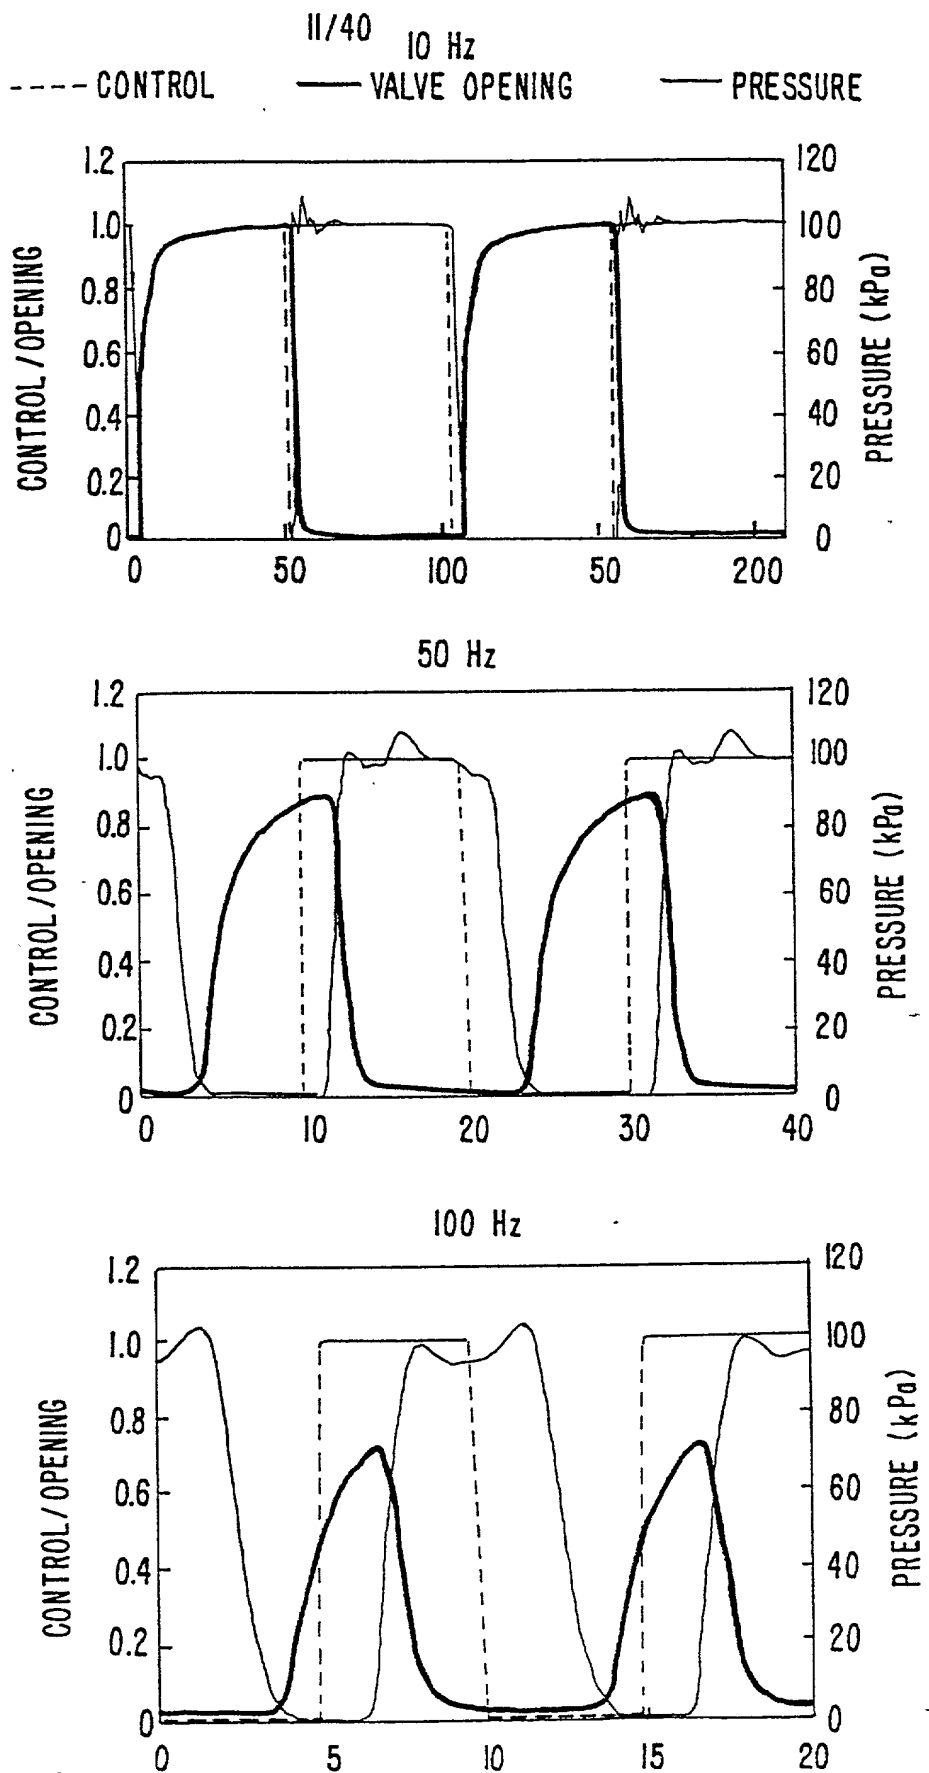 11/40 10 Hz
---- CONTROL — VALVE OPENING — PRESSURE
1.2 120
1.0 100
0.8 80
0.6 60
0.4 40
0.2 20
0 0
CONTROL/OPENING
PRESSURE (kPa)
0 50 100 50 200
50 Hz
1.2 120
1.0 100
0.8 80
0.6 60
0.4 40
0.2 20
0 0
CONTROL/OPENING
PRESSURE (kPa)
0 10 20 30 40
100 Hz
1.2 120
1.0 100
0.8 80
0.6 60
0.4 40
0.2 20
0 0
CONTROL/OPENING
PRESSURE (kPa)
0 5 10 15 20